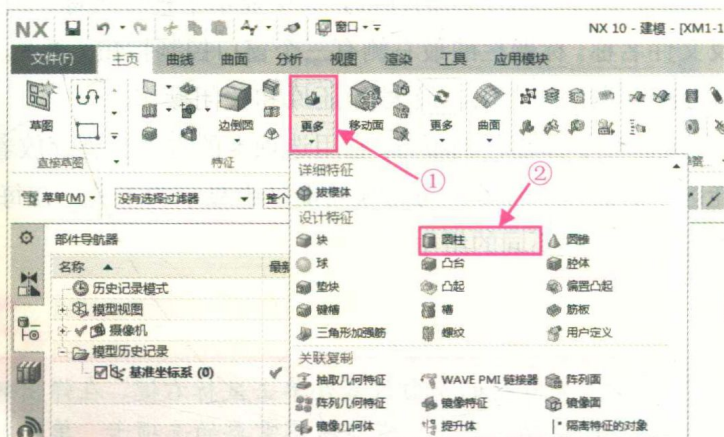 NX 窗口 NX 10 - 建模 - [XM1-1
文件(F) 主页 曲线 曲面 分析 视图 渲染 工具 应用模块
草图 边倒圆 更多 移动面 更多 曲面
直接草图 特征
菜单(M) 没有选择过滤器 整个
详细特征
拔模体
①
②
设计特征
块 圆柱 圆锥
球 凸台 腔体
垫块 凸起 偏置凸起
键槽 槽 筋板
三角形加强筋 螺纹 用户定义
关联复制
抽取几何特征 WAVE PMI 链接器 阵列面
阵列几何特征 镜像特征 镜像面
镜像几何体 提升体 隔离特征的对象
部件导航器
名称 最新
历史记录模式
模型视图
摄像机
模型历史记录
基准坐标系 (0)